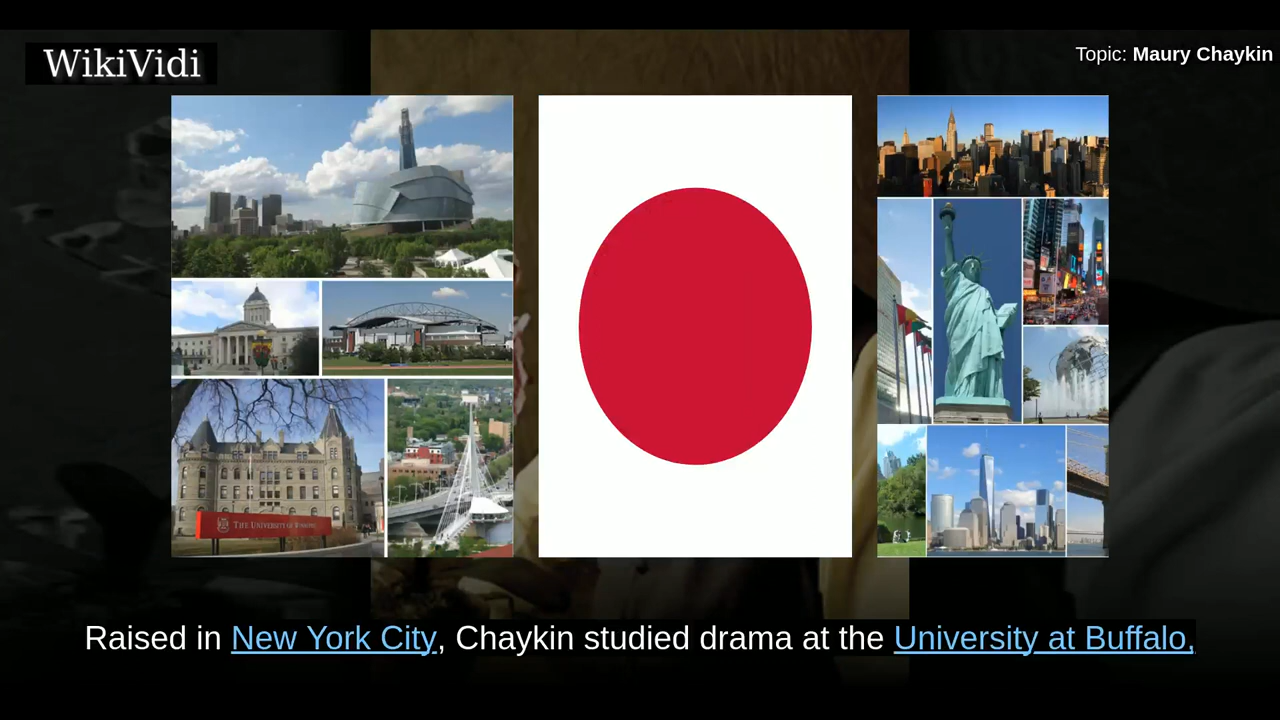 WikiVidi
Topic: Maury Chaykin
THE UNIVERSITY OF
Raised in New York City, Chaykin studied drama at the University at Buffalo,